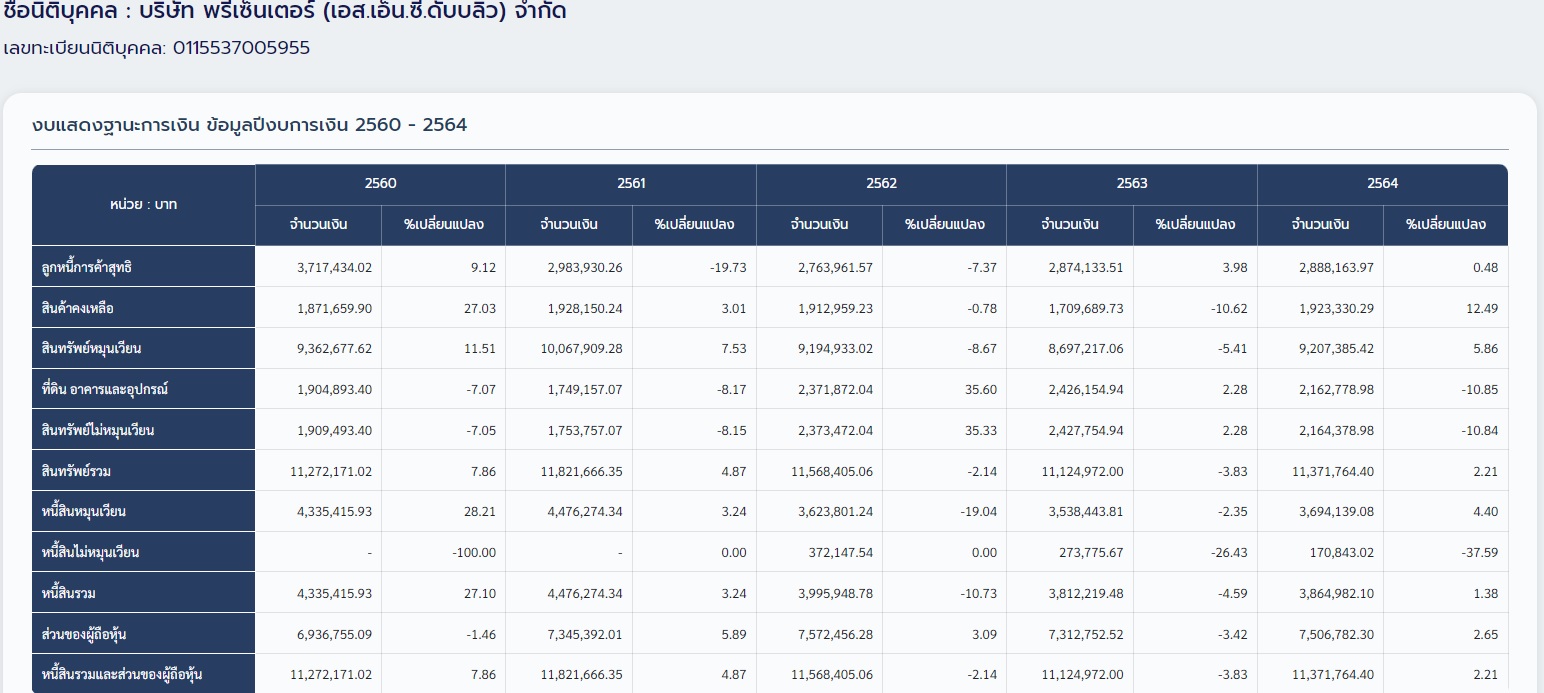 ชื่อนิติบุคคล : บริษัท พรีเซ็นเตอร์ (เอส.เอ็น.ซี.ดับบลิว) จำกัด
เลขทะเบียนนิติบุคคล: 0115537005955
งบแสดงฐานะการเงิน ข้อมูลปีงบการเงิน 2560 - 2564
หน่วย : บาท 2560 2561 2562 2563 2564
จำนวนเงิน %เปลี่ยนแปลง จำนวนเงิน %เปลี่ยนแปลง จำนวนเงิน %เปลี่ยนแปลง จำนวนเงิน %เปลี่ยนแปลง จำนวนเงิน %เปลี่ยนแปลง
ลูกหนี้การค้าสุทธิ 3,717,434.02 9.12 2,983,930.26 -19.73 2,763,961.57 -7.37 2,874,133.51 3.98 2,888,163.97 0.48
สินค้าคงเหลือ 1,871,659.90 27.03 1,928,150.24 3.01 1,912,959.23 -0.78 1,709,689.73 -10.62 1,923,330.29 12.49
สินทรัพย์หมุนเวียน 9,362,677.62 11.51 10,067,909.28 7.53 9,194,933.02 -8.67 8,697,217.06 -5.41 9,207,385.42 5.86
ที่ดิน อาคารและอุปกรณ์ 1,904,893.40 -7.07 1,749,157.07 -8.17 2,371,872.04 35.60 2,426,154.94 2.28 2,162,778.98 -10.85
สินทรัพย์ไม่หมุนเวียน 1,909,493.40 -7.05 1,753,757.07 -8.15 2,373,472.04 35.33 2,427,754.94 2.28 2,164,378.98 -10.84
สินทรัพย์รวม 11,272,171.02 7.86 11,821,666.35 4.87 11,568,405.06 -2.14 11,124,972.00 -3.83 11,371,764.40 2.21
หนี้สินหมุนเวียน 4,335,415.93 28.21 4,476,274.34 3.24 3,623,801.24 -19.04 3,538,443.81 -2.35 3,694,139.08 4.40
หนี้สินไม่หมุนเวียน - -100.00 - 0.00 372,147.54 0.00 273,775.67 -26.43 170,843.02 -37.59
หนี้สินรวม 4,335,415.93 27.10 4,476,274.34 3.24 3,995,948.78 -10.73 3,812,219.48 -4.59 3,864,982.10 1.38
ส่วนของผู้ถือหุ้น 6,936,755.09 -1.46 7,345,392.01 5.89 7,572,456.28 3.09 7,312,752.52 -3.42 7,506,782.30 2.65
หนี้สินรวมและส่วนของผู้ถือหุ้น 11,272,171.02 7.86 11,821,666.35 4.87 11,568,405.06 -2.14 11,124,972.00 -3.83 11,371,764.40 2.21